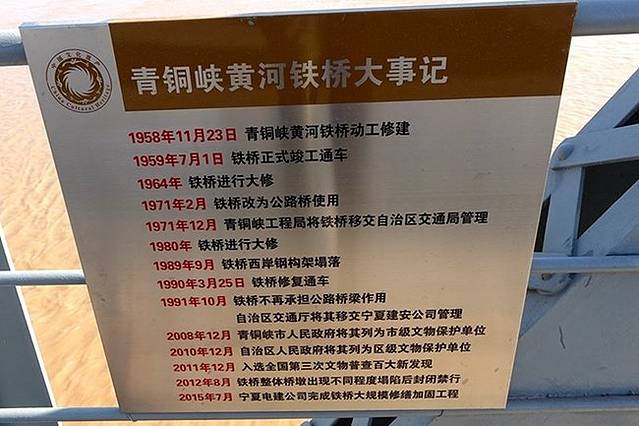 中国文化遗产
China Cultural Heritage
青铜峡黄河铁桥大事记
1958年11月23日 青铜峡黄河铁桥动工修建
1959年7月1日 铁桥正式竣工通车
1964年 铁桥进行大修
1971年2月 铁桥改为公路桥使用
1971年12月 青铜峡工程局将铁桥移交自治区交通局管理
1980年 铁桥进行大修
1989年9月 铁桥西岸钢构架塌落
1990年3月25日 铁桥修复通车
1991年10月 铁桥不再承担公路桥梁作用
自治区交通厅将其移交宁夏建安公司管理
2008年12月 青铜峡市人民政府将其列为市级文物保护单位
2010年12月 自治区人民政府将其列为区级文物保护单位
2011年12月 入选全国第三次文物普查百大新发现
2012年8月 铁桥整体桥墩出现不同程度塌陷后封闭禁行
2015年7月 宁夏电建公司完成铁桥大规模修缮加固工程